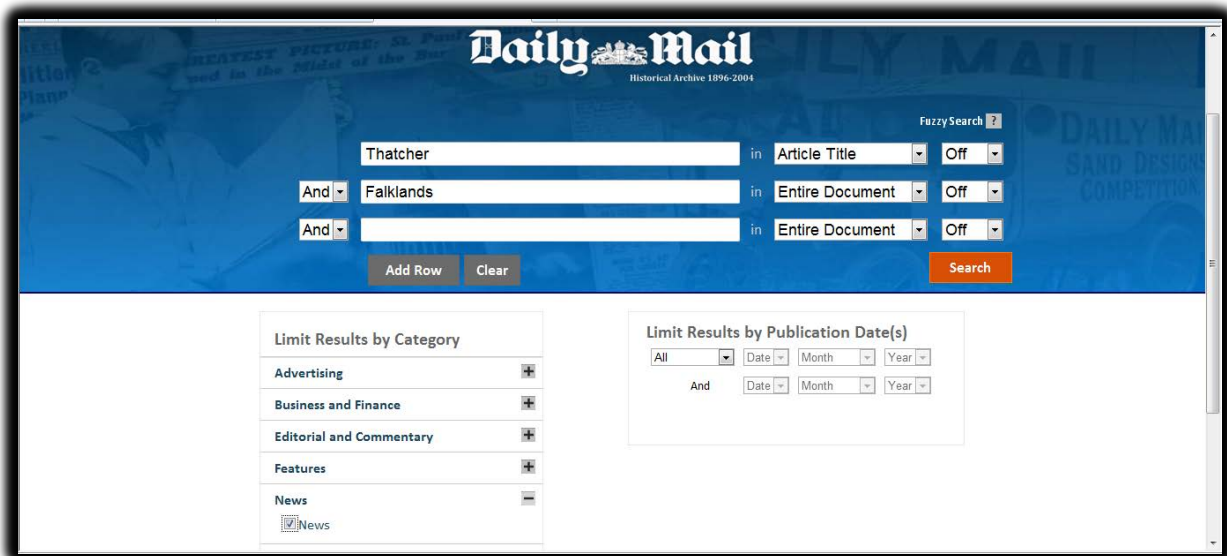 Daily Mail
Historical Archive 1896-2004
Fuzzy Search ?
Thatcher in Article Title Off
And Falklands in Entire Document Off
And in Entire Document Off
Add Row Clear Search
Limit Results by Category
Advertising
Business and Finance
Editorial and Commentary
Features
News
News
Limit Results by Publication Date(s)
All Date Month Year
And Date Month Year